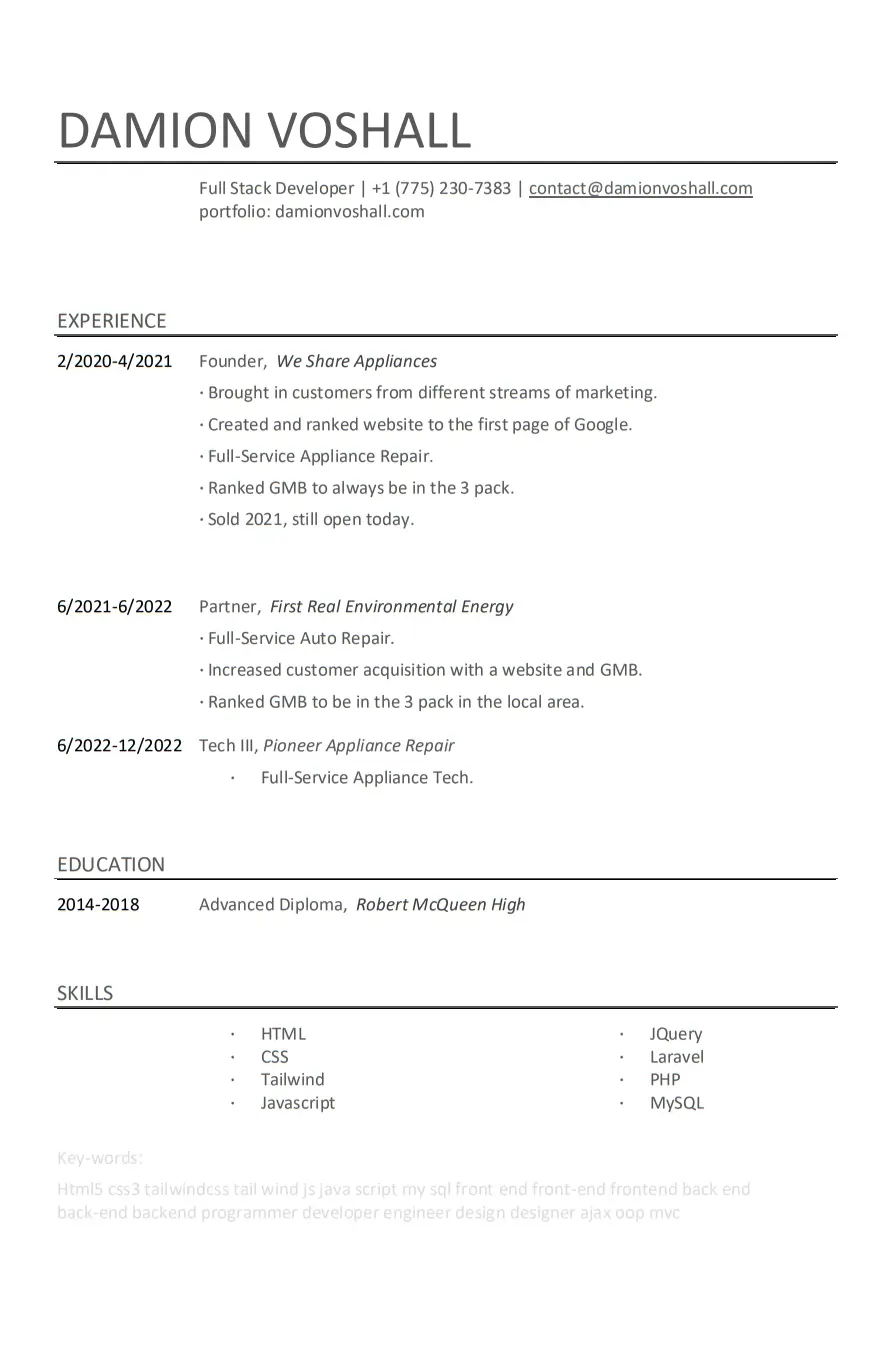 DAMION VOSHALL
Full Stack Developer | +1 (775) 230-7383 | contact@damionvoshall.com
portfolio: damionvoshall.com
EXPERIENCE
2/2020-4/2021 Founder, We Share Appliances
· Brought in customers from different streams of marketing.
· Created and ranked website to the first page of Google.
· Full-Service Appliance Repair.
· Ranked GMB to always be in the 3 pack.
· Sold 2021, still open today.
6/2021-6/2022 Partner, First Real Environmental Energy
· Full-Service Auto Repair.
· Increased customer acquisition with a website and GMB.
· Ranked GMB to be in the 3 pack in the local area.
6/2022-12/2022 Tech III, Pioneer Appliance Repair
· Full-Service Appliance Tech.
EDUCATION
2014-2018 Advanced Diploma, Robert McQueen High
SKILLS
· HTML
· CSS
· Tailwind
· Javascript
· JQuery
· Laravel
· PHP
· MySQL
Key-words:
Html5 css3 tailwindcss tail wind js java script my sql front end front-end frontend back end
back-end backend programmer developer engineer design designer ajax oop mvc